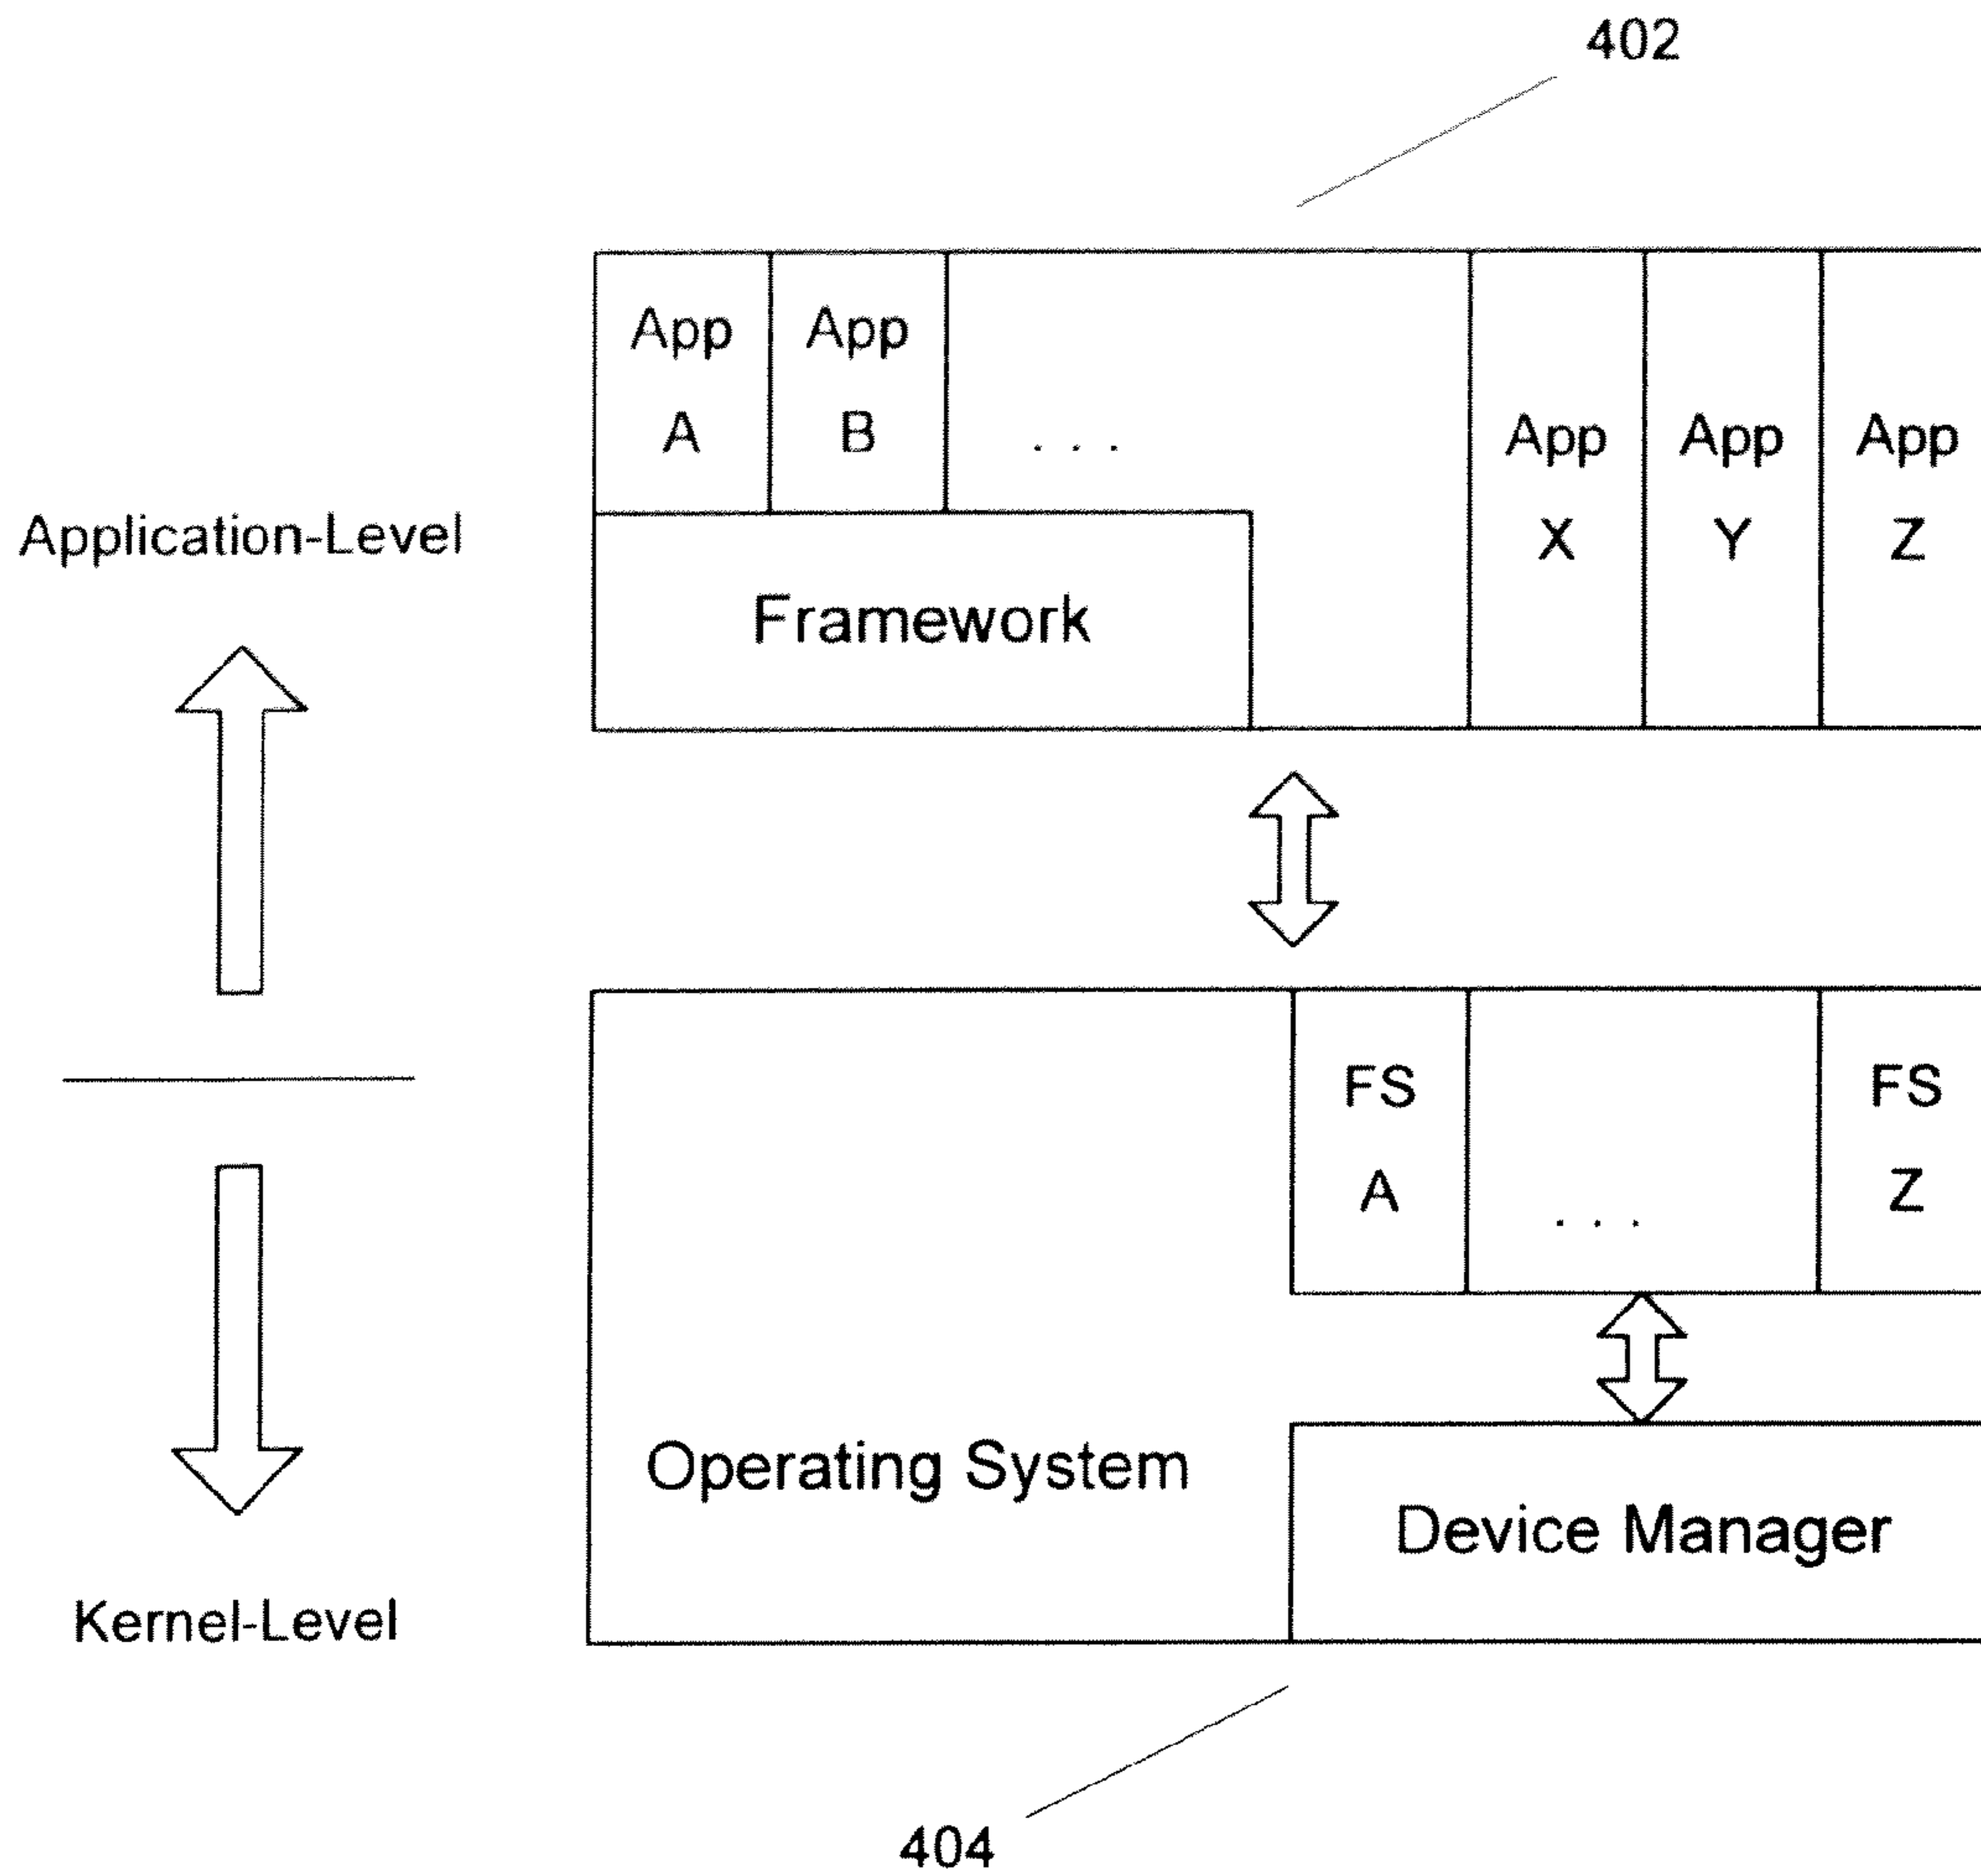 402
App
A
App
B
. . .
App
X
App
Y
App
Z
Application-Level
Framework
FS
A
. . .
FS
Z
Operating System
Device Manager
Kernel-Level
404